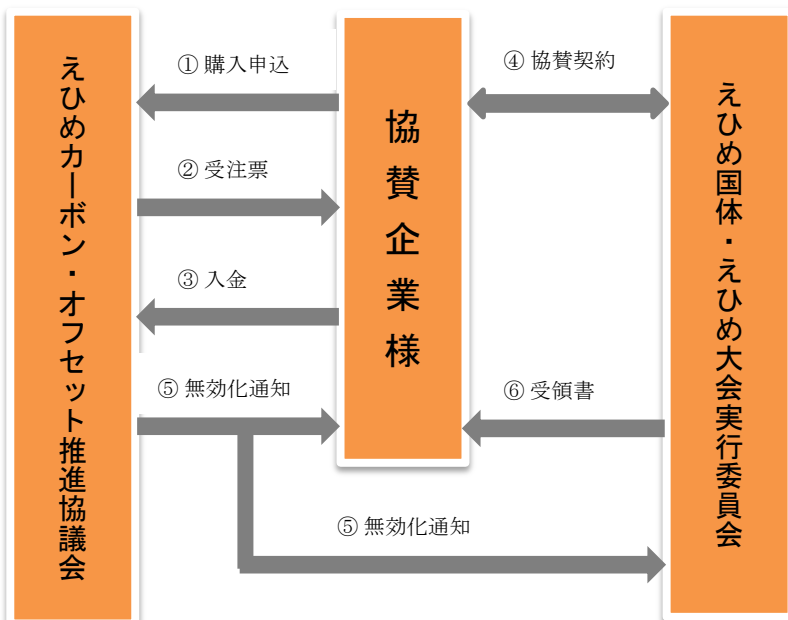 えひめカーボン・オフセット推進協議会
① 購入申込
② 受注票
③ 入金
⑤ 無効化通知
協賛企業様
④ 協賛契約
⑥ 受領書
⑤ 無効化通知
えひめ国体・えひめ大会実行委員会